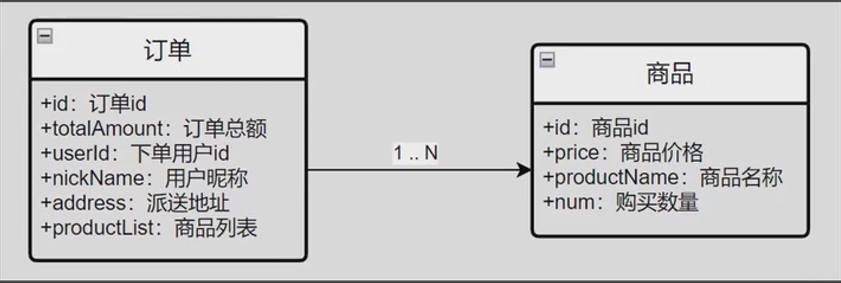 订单
+id：订单id
+totalAmount：订单总额
+userId：下单用户id
+nickName：用户昵称
+address：派送地址
+productList：商品列表
1 .. N
商品
+id：商品id
+price：商品价格
+productName：商品名称
+num：购买数量